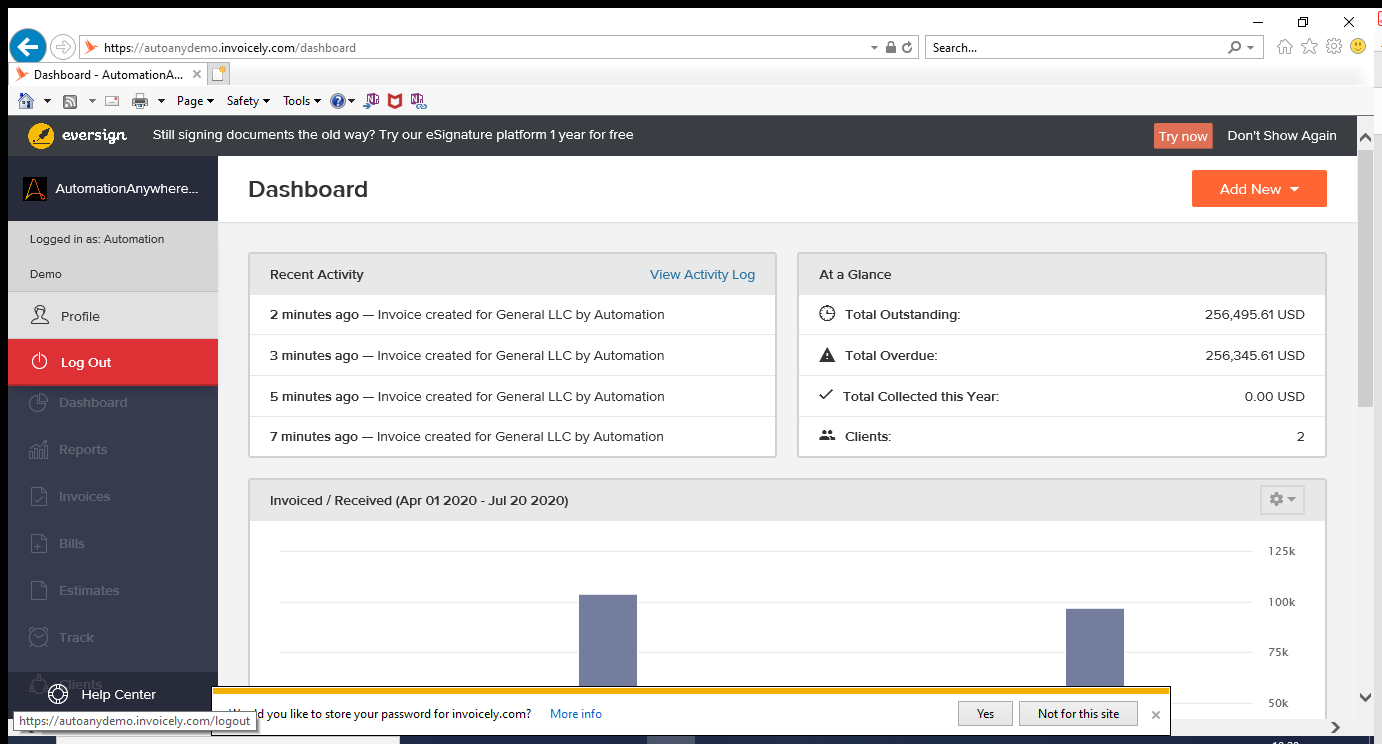 https://autoanydemo.invoicely.com/dashboard
Search...
Dashboard - AutomationA...
Page
Safety
Tools
eversign
Still signing documents the old way? Try our eSignature platform 1 year for free
Try now
Don't Show Again
AutomationAnywhere...
Dashboard
Add New
Logged in as: Automation
Demo
Profile
Log Out
Dashboard
Reports
Invoices
Bills
Estimates
Track
Clients
Help Center
Recent Activity
View Activity Log
2 minutes ago — Invoice created for General LLC by Automation
3 minutes ago — Invoice created for General LLC by Automation
5 minutes ago — Invoice created for General LLC by Automation
7 minutes ago — Invoice created for General LLC by Automation
At a Glance
Total Outstanding: 256,495.61 USD
Total Overdue: 256,345.61 USD
Total Collected this Year: 0.00 USD
Clients: 2
Invoiced / Received (Apr 01 2020 - Jul 20 2020)
125k
100k
75k
50k
you like to store your password for invoicely.com?
More info
Yes
Not for this site
https://autoanydemo.invoicely.com/logout